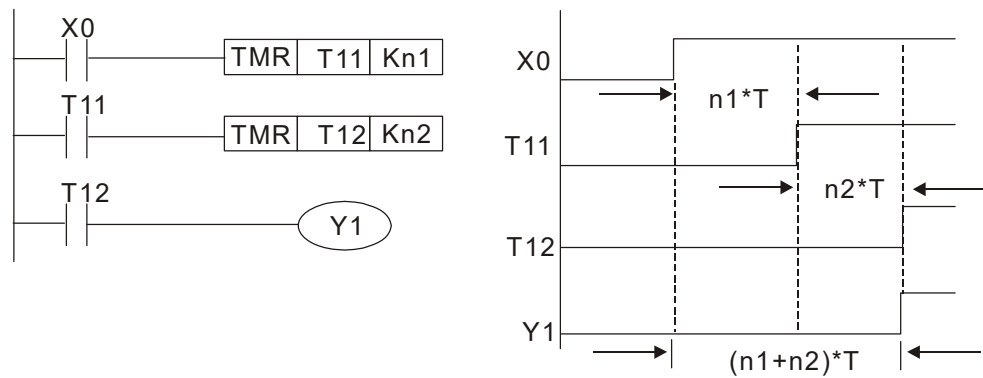 X0
TMR T11 Kn1
T11
TMR T12 Kn2
T12
Y1
X0
n1*T
T11
n2*T
T12
Y1
(n1+n2)*T